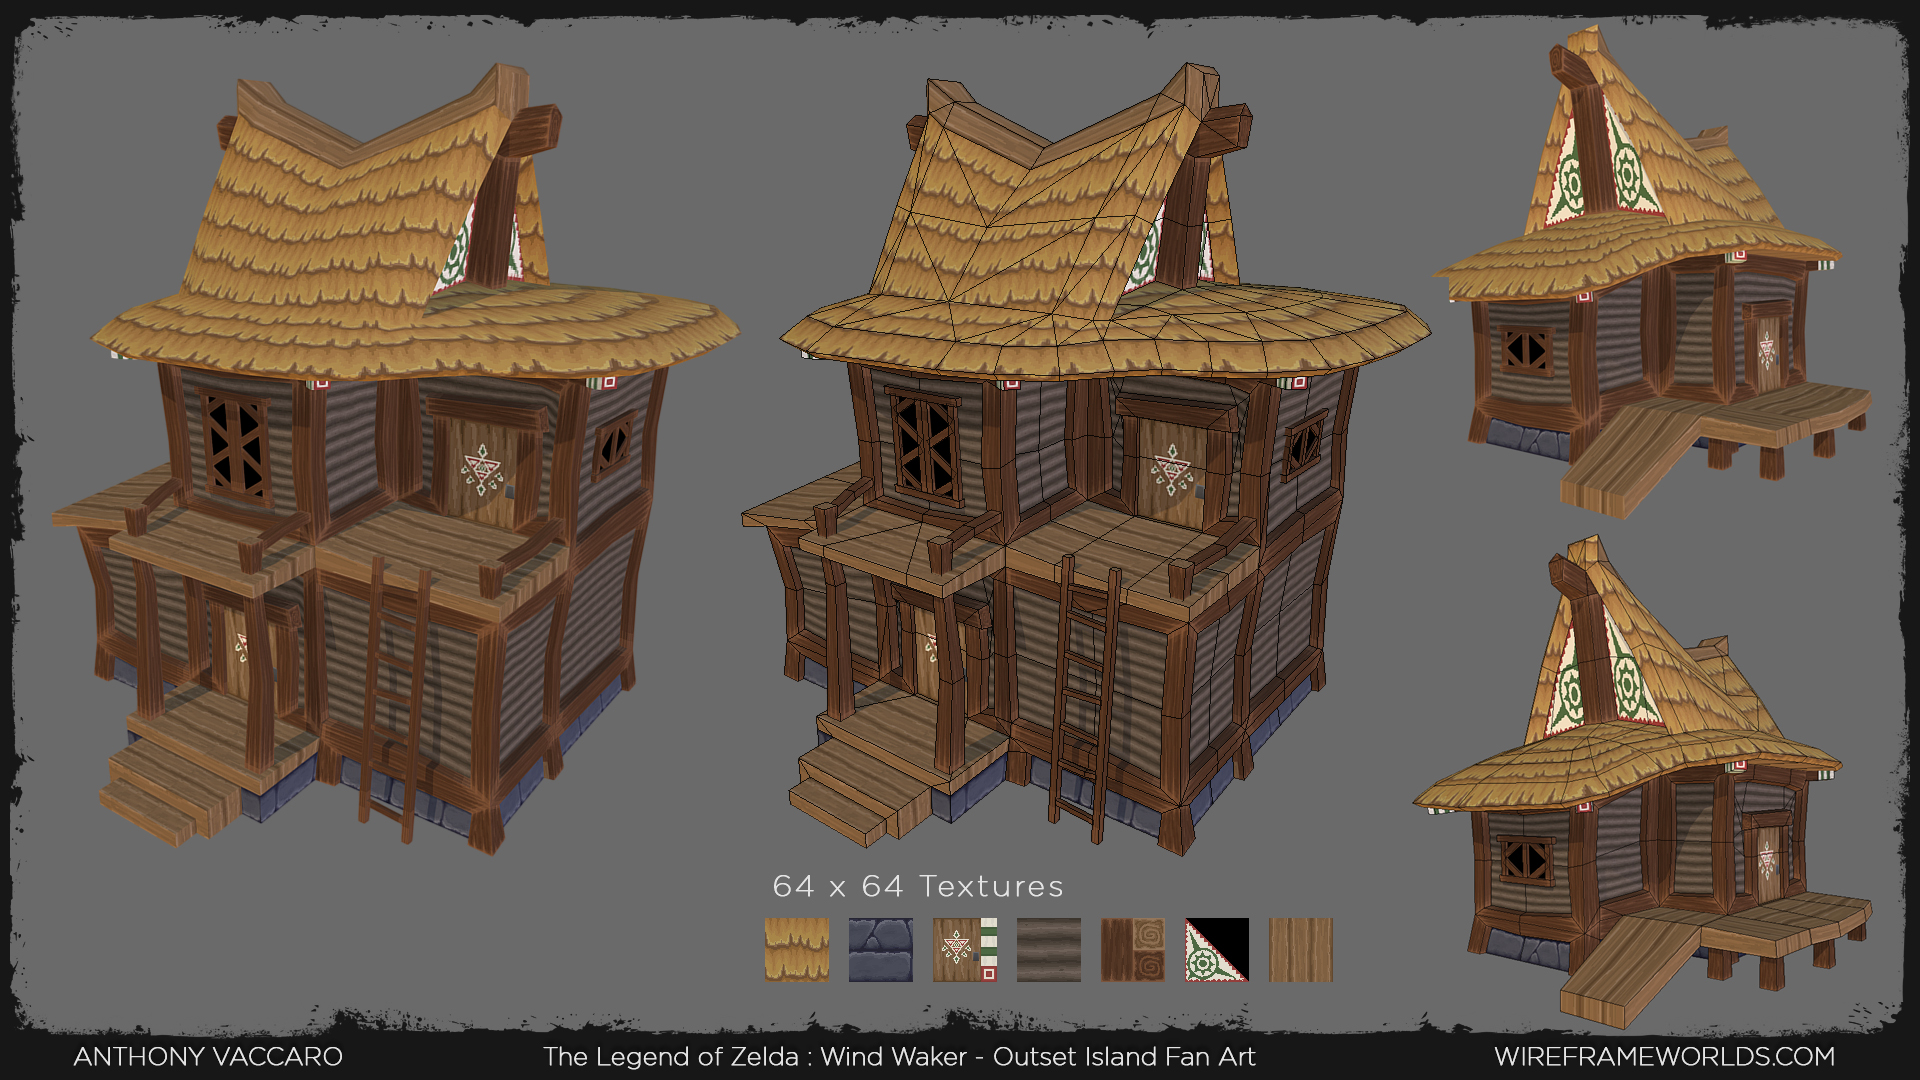 64 x 64 Textures
ANTHONY VACCARO
The Legend of Zelda : Wind Waker - Outset Island Fan Art
WIREFRAMEWORLDS.COM